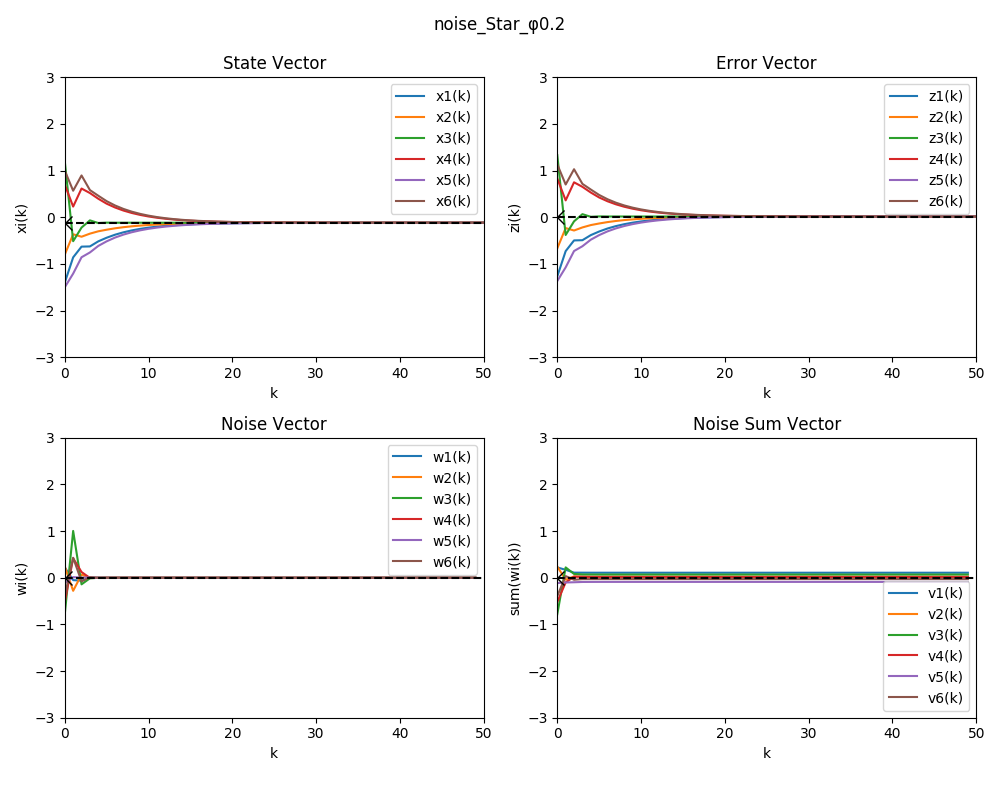 noise_Star_φ0.2
State Vector
3
2
1
0
−1
−2
−3
xi(k)
0
10
20
30
40
50
k
x1(k)
x2(k)
x3(k)
x4(k)
x5(k)
x6(k)
Error Vector
3
2
1
0
−1
−2
−3
zi(k)
0
10
20
30
40
50
k
z1(k)
z2(k)
z3(k)
z4(k)
z5(k)
z6(k)
Noise Vector
3
2
1
0
−1
−2
−3
wi(k)
0
10
20
30
40
50
k
w1(k)
w2(k)
w3(k)
w4(k)
w5(k)
w6(k)
Noise Sum Vector
3
2
1
0
−1
−2
−3
sum(wi(k))
0
10
20
30
40
50
k
v1(k)
v2(k)
v3(k)
v4(k)
v5(k)
v6(k)